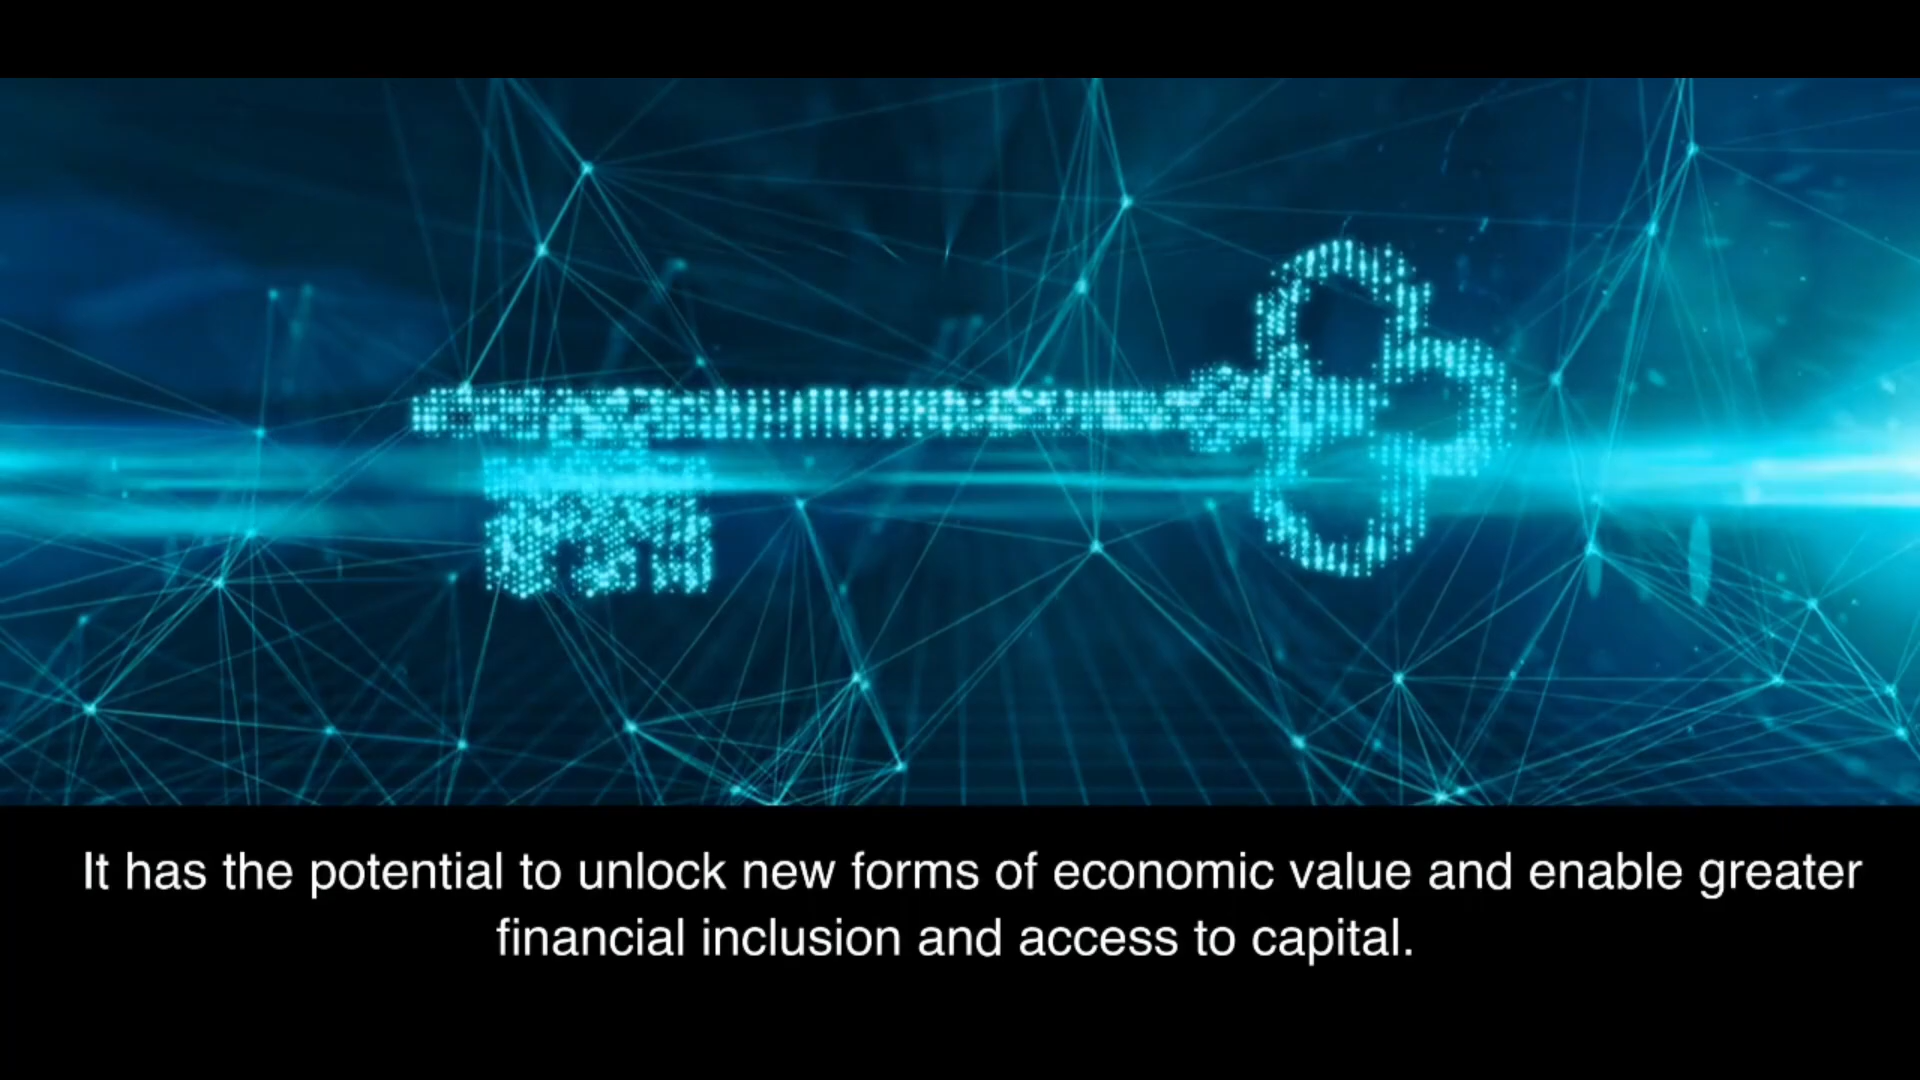 It has the potential to unlock new forms of economic value and enable greater
financial inclusion and access to capital.